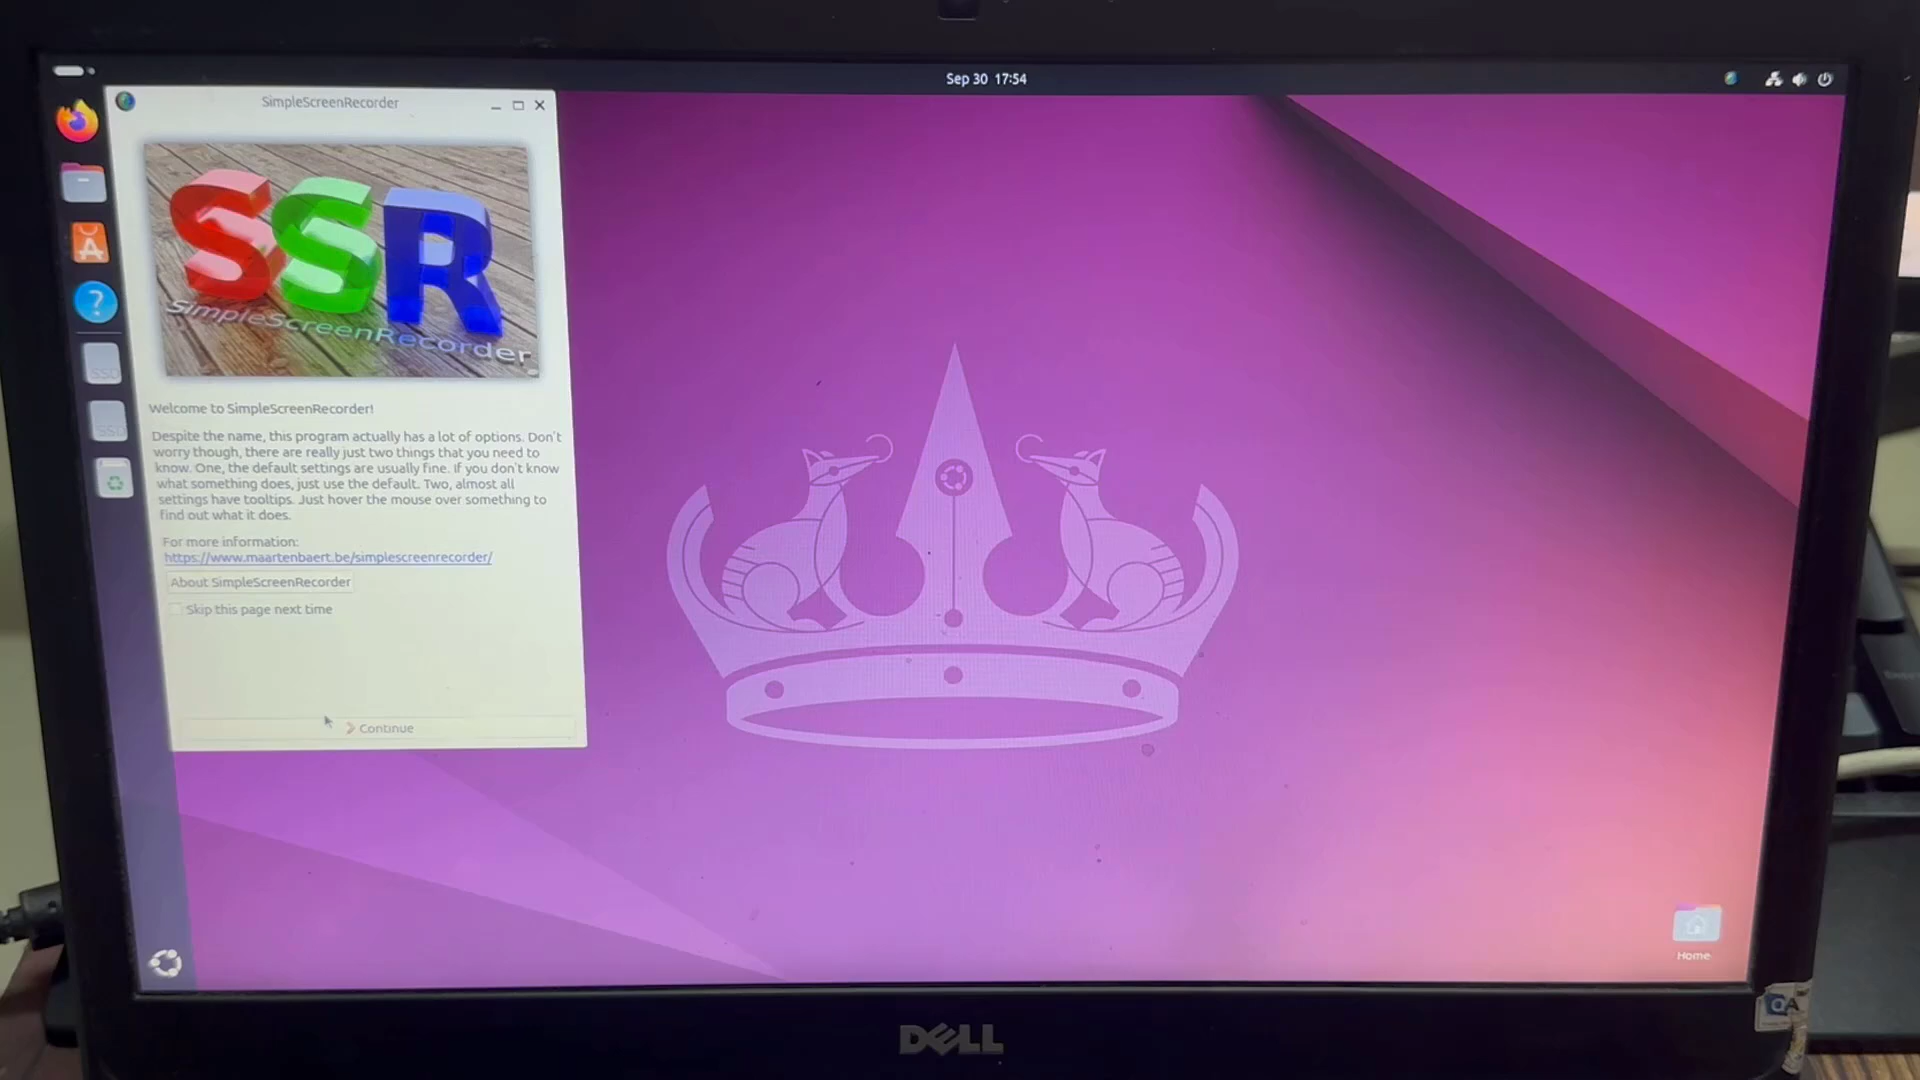 Sep 30 17:54
SimpleScreenRecorder
SSR
SimpleScreenRecorder
Welcome to SimpleScreenRecorder!
Despite the name, this program actually has a lot of options. Don't
worry though, there are really just two things that you need to
know. One, the default settings are usually fine. If you don't know
what something does, just use the default. Two, almost all
settings have tooltips. Just hover the mouse over something to
find out what it does.
For more information:
https://www.maartenbaert.be/simplescreenrecorder/
About SimpleScreenRecorder
Skip this page next time
Continue
SSD
SSD
Home
DELL
QA